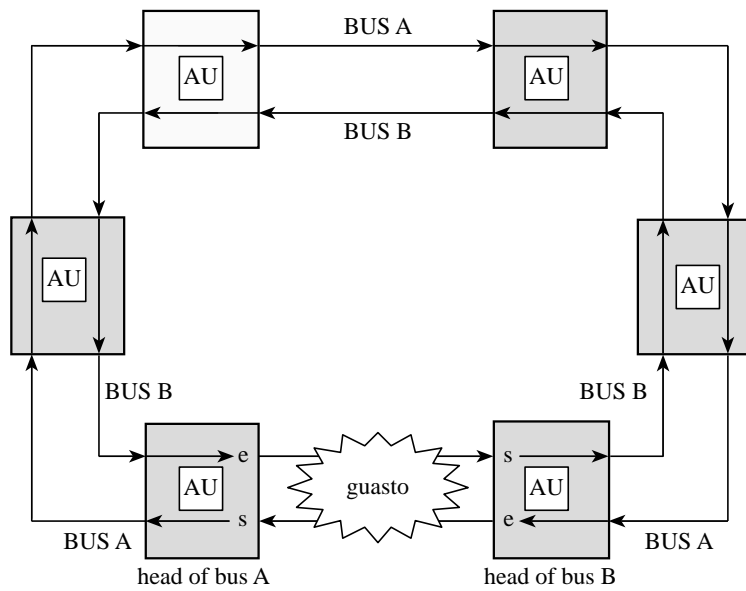 BUS A
AU
AU
BUS B
AU
AU
BUS B
BUS B
e
s
AU
guasto
AU
s
e
BUS A
BUS A
head of bus A
head of bus B